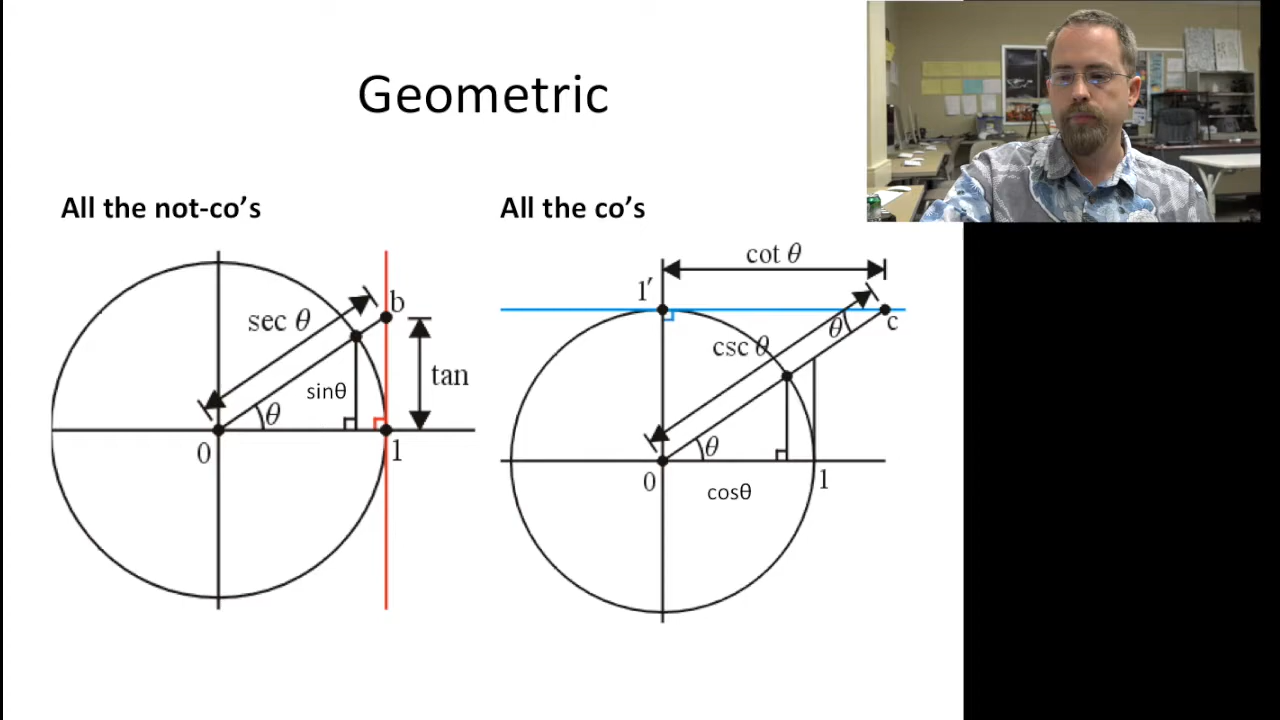 Geometric
All the not-co's
sec θ
b
sinθ
tan
θ
0
1
All the co's
cot θ
1′
csc θ
θ
c
θ
0
1
cosθ